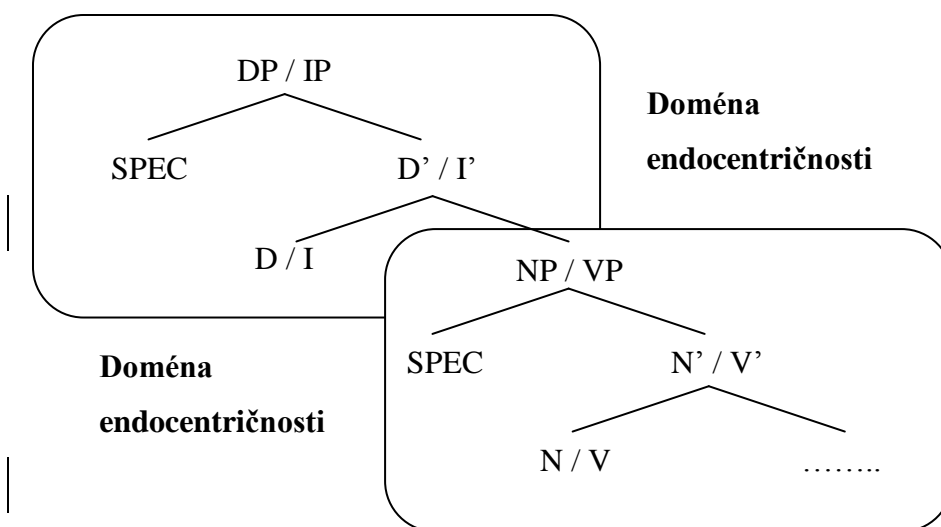 DP / IP
Doména
endocentričnosti
SPEC D’ / I’
D / I
NP / VP
SPEC N’ / V’
Doména
endocentričnosti
N / V ……..